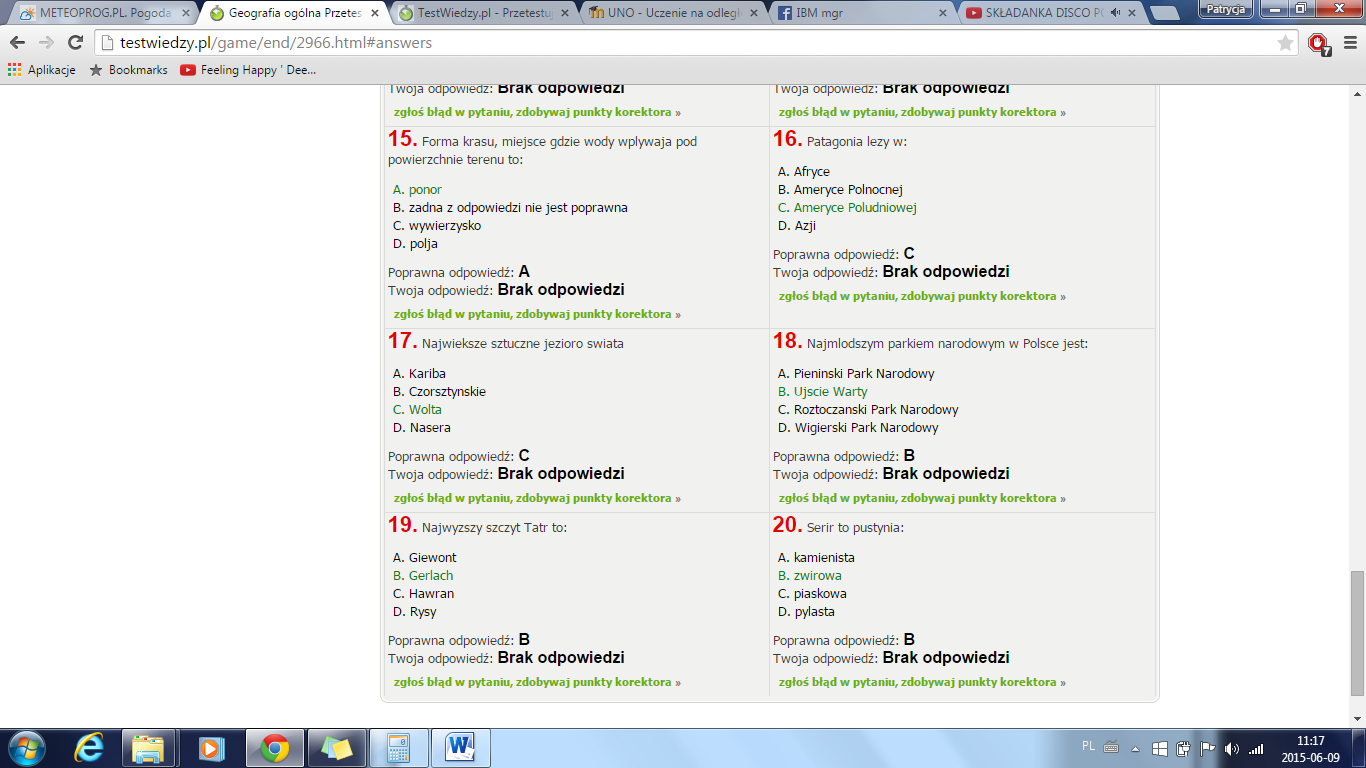 METEOPROG.PL. Pogoda
Geografia ogólna Przetes
TestWiedzy.pl - Przetestuj
UNO - Uczenie na odległ
IBM mgr
SKŁADANKA DISCO PO
Patrycja
testwiedzy.pl/game/end/2966.html#answers
7
Aplikacje
Bookmarks
Feeling Happy ' Dee...
Twoja odpowiedź: Brak odpowiedzi
zgłoś błąd w pytaniu, zdobywaj punkty korektora »
Twoja odpowiedź: Brak odpowiedzi
zgłoś błąd w pytaniu, zdobywaj punkty korektora »
15. Forma krasu, miejsce gdzie wody wplywaja pod
powierzchnie terenu to:
A. ponor
B. zadna z odpowiedzi nie jest poprawna
C. wywierzysko
D. polja
Poprawna odpowiedź: A
Twoja odpowiedź: Brak odpowiedzi
zgłoś błąd w pytaniu, zdobywaj punkty korektora »
16. Patagonia lezy w:
A. Afryce
B. Ameryce Polnocnej
C. Ameryce Poludniowej
D. Azji
Poprawna odpowiedź: C
Twoja odpowiedź: Brak odpowiedzi
zgłoś błąd w pytaniu, zdobywaj punkty korektora »
17. Najwieksze sztuczne jezioro swiata
A. Kariba
B. Czorsztynskie
C. Wolta
D. Nasera
Poprawna odpowiedź: C
Twoja odpowiedź: Brak odpowiedzi
zgłoś błąd w pytaniu, zdobywaj punkty korektora »
18. Najmlodszym parkiem narodowym w Polsce jest:
A. Pieninski Park Narodowy
B. Ujscie Warty
C. Roztoczanski Park Narodowy
D. Wigierski Park Narodowy
Poprawna odpowiedź: B
Twoja odpowiedź: Brak odpowiedzi
zgłoś błąd w pytaniu, zdobywaj punkty korektora »
19. Najwyzszy szczyt Tatr to:
A. Giewont
B. Gerlach
C. Hawran
D. Rysy
Poprawna odpowiedź: B
Twoja odpowiedź: Brak odpowiedzi
zgłoś błąd w pytaniu, zdobywaj punkty korektora »
20. Serir to pustynia:
A. kamienista
B. zwirowa
C. piaskowa
D. pylasta
Poprawna odpowiedź: B
Twoja odpowiedź: Brak odpowiedzi
zgłoś błąd w pytaniu, zdobywaj punkty korektora »
PL
11:17
2015-06-09